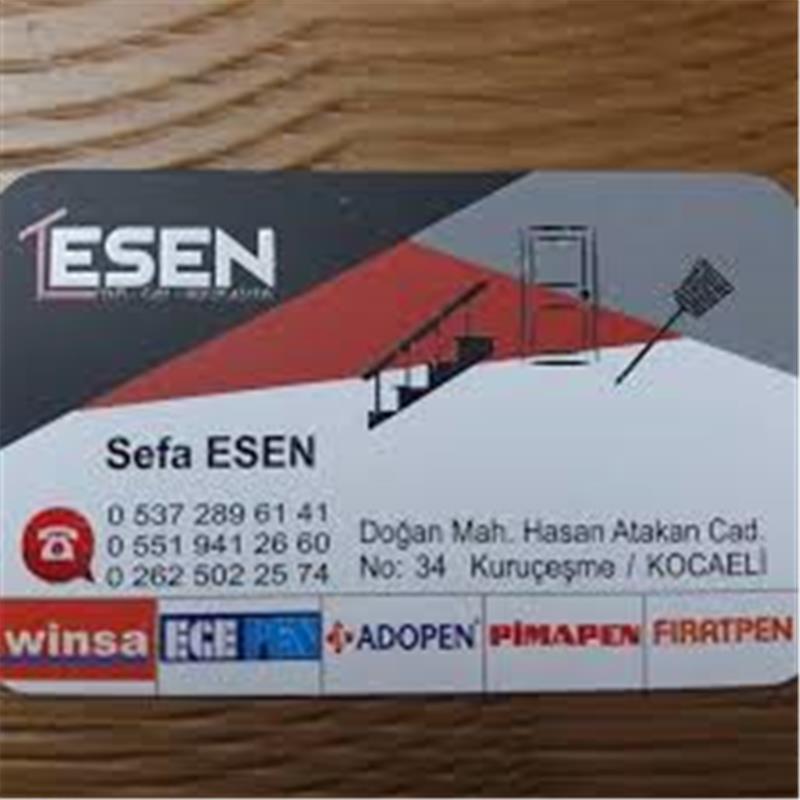 ESEN
Sefa ESEN
0 537 289 61 41
0 551 941 26 60
0 262 502 25 74
Doğan Mah. Hasan Atakan Cad.
No: 34 Kuruçeşme / KOCAELİ
winsa
EGE PEN
ADOPEN
PİMAPEN
FIRATPEN